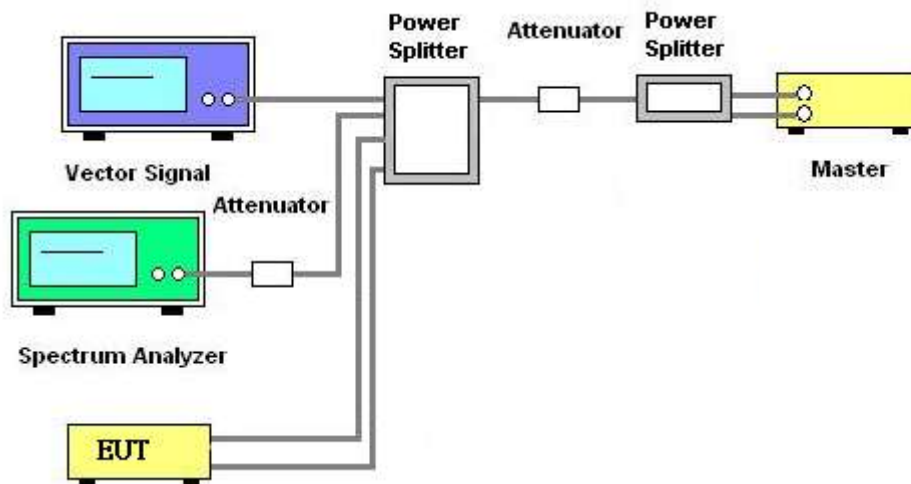 Power
Splitter
Attenuator
Power
Splitter
Vector Signal
Master
Attenuator
Spectrum Analyzer
EUT